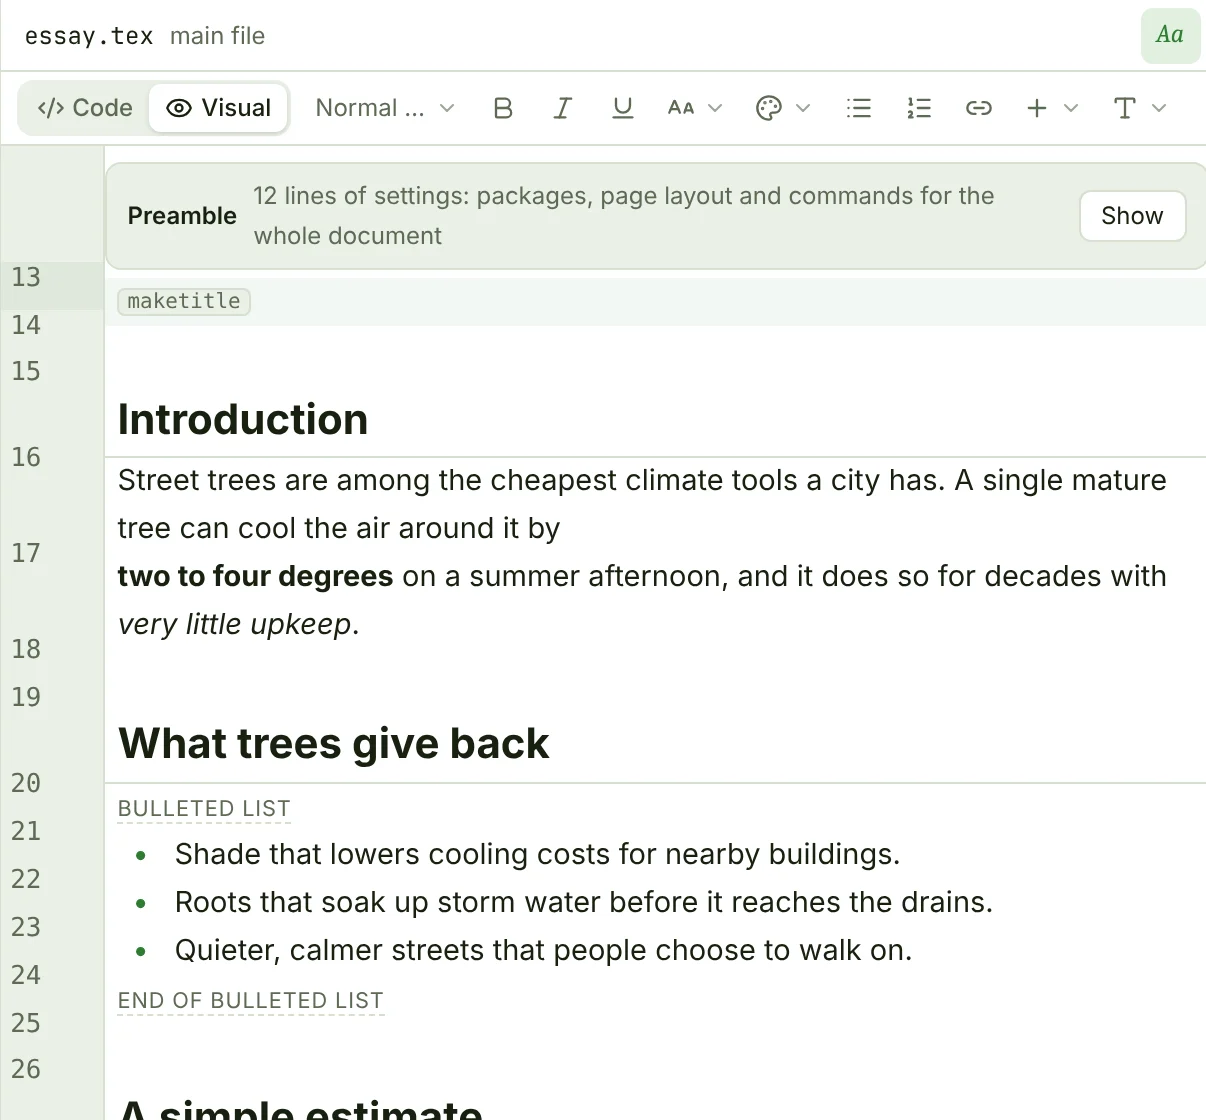 essay.tex main file
Aa
</> Code Visual Normal ... B I U AA T
Preamble 12 lines of settings: packages, page layout and commands for the
whole document
Show
13 maketitle
14
15
Introduction
16
Street trees are among the cheapest climate tools a city has. A single mature
tree can cool the air around it by
17
two to four degrees on a summer afternoon, and it does so for decades with
very little upkeep.
18
19
What trees give back
20
BULLETED LIST
21
• Shade that lowers cooling costs for nearby buildings.
22
• Roots that soak up storm water before it reaches the drains.
23
• Quieter, calmer streets that people choose to walk on.
24
END OF BULLETED LIST
25
26
A simple estimate